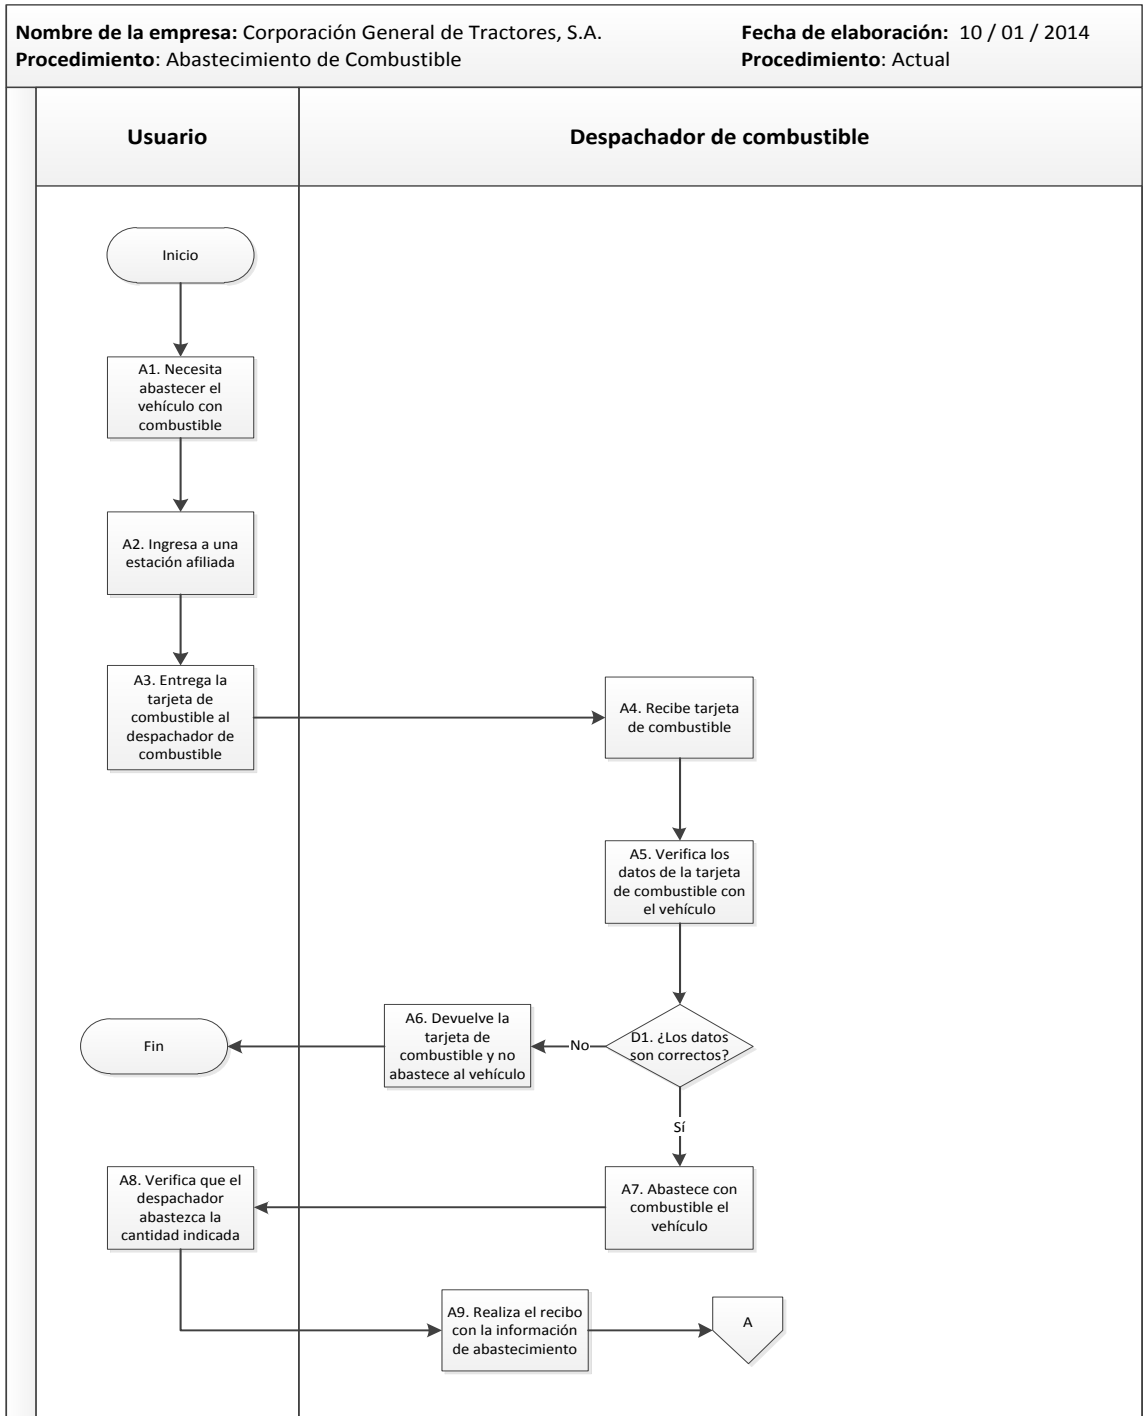 Nombre de la empresa: Corporación General de Tractores, S.A. Fecha de elaboración: 10 / 01 / 2014
Procedimiento: Abastecimiento de Combustible Procedimiento: Actual
Usuario Despachador de combustible
Inicio
A1. Necesita
abastecer el
vehículo con
combustible
A2. Ingresa a una
estación afiliada
A3. Entrega la
tarjeta de
combustible al
despachador de
combustible
A4. Recibe tarjeta
de combustible
A5. Verifica los
datos de la tarjeta
de combustible con
el vehículo
D1. ¿Los datos
son correctos?
No
A6. Devuelve la
tarjeta de
combustible y no
abastece al vehículo
Fin
Sí
A7. Abastece con
combustible el
vehículo
A8. Verifica que el
despachador
abastezca la
cantidad indicada
A9. Realiza el recibo
con la información
de abastecimiento
A